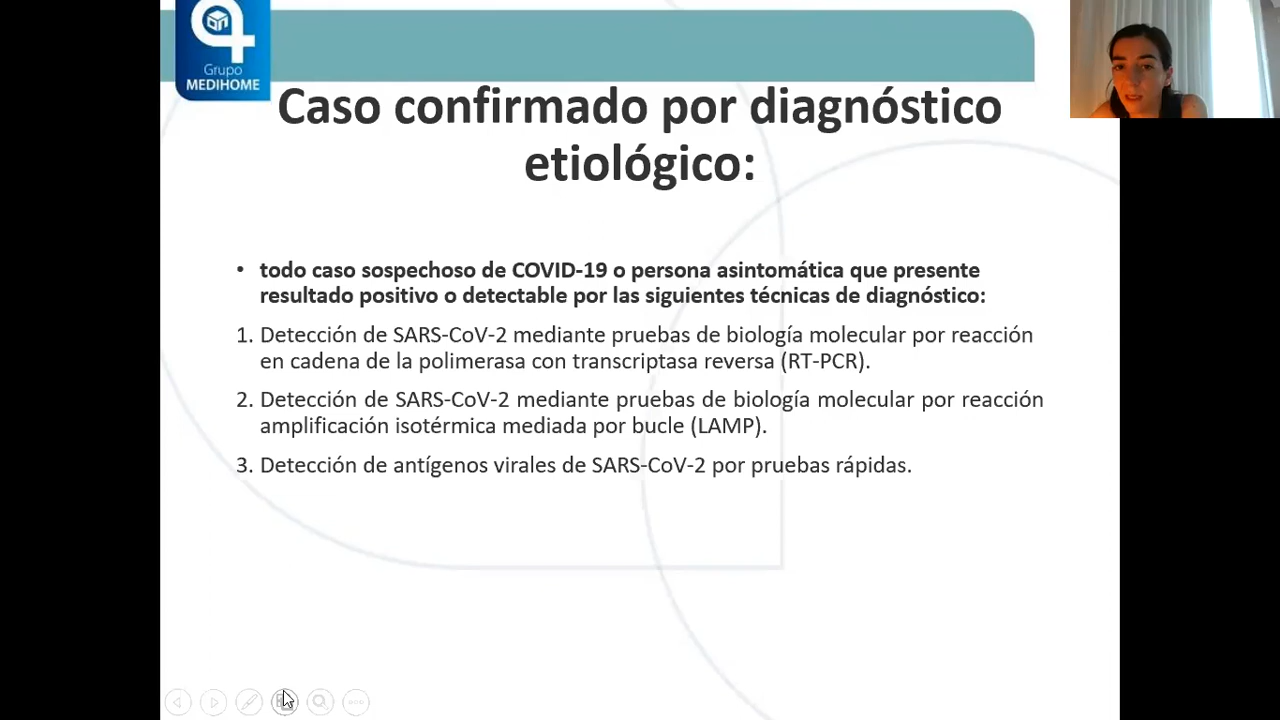 Grupo
MEDIHOME
Caso confirmado por diagnóstico
etiológico:
• todo caso sospechoso de COVID-19 o persona asintomática que presente
resultado positivo o detectable por las siguientes técnicas de diagnóstico:
1. Detección de SARS-CoV-2 mediante pruebas de biología molecular por reacción
en cadena de la polimerasa con transcriptasa reversa (RT-PCR).
2. Detección de SARS-CoV-2 mediante pruebas de biología molecular por reacción
amplificación isotérmica mediada por bucle (LAMP).
3. Detección de antígenos virales de SARS-CoV-2 por pruebas rápidas.